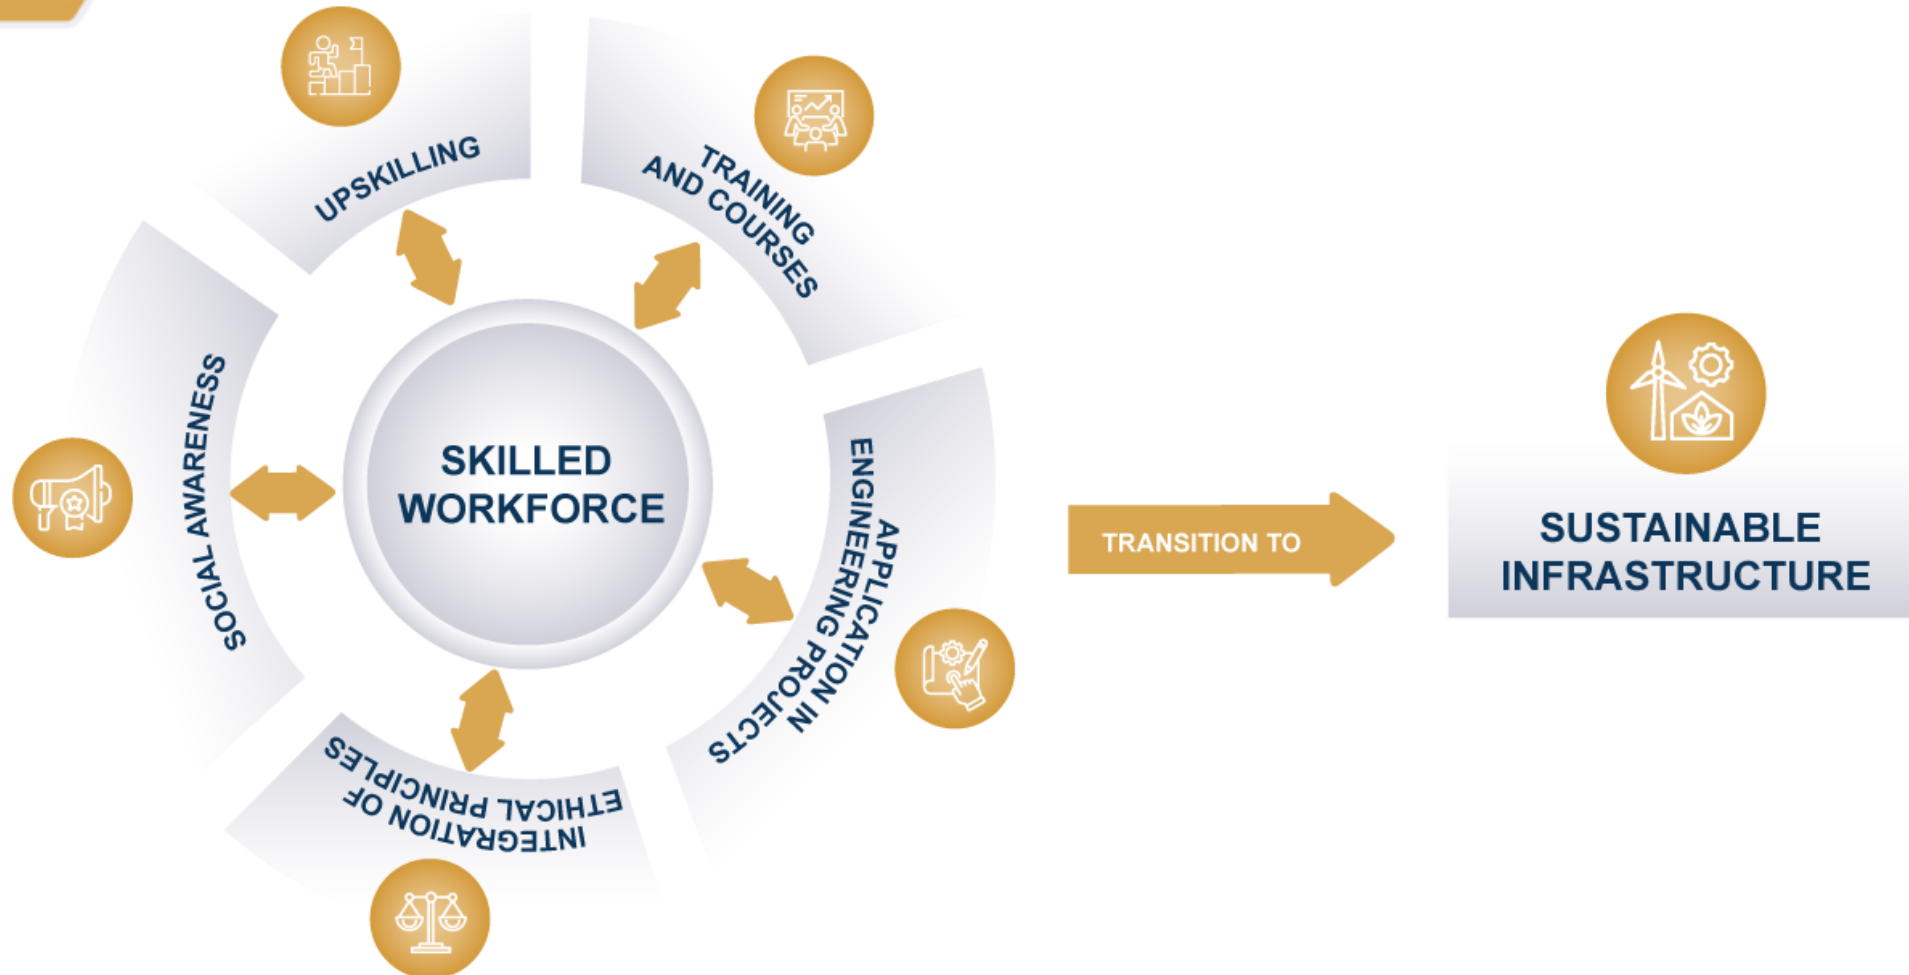 UPSKILLING
TRAINING
AND COURSES
APPLICATION IN
ENGINEERING PROJECTS
INTEGRATION OF
ETHICAL PRINCIPLES
SOCIAL AWARENESS
SKILLED
WORKFORCE
TRANSITION TO
SUSTAINABLE
INFRASTRUCTURE